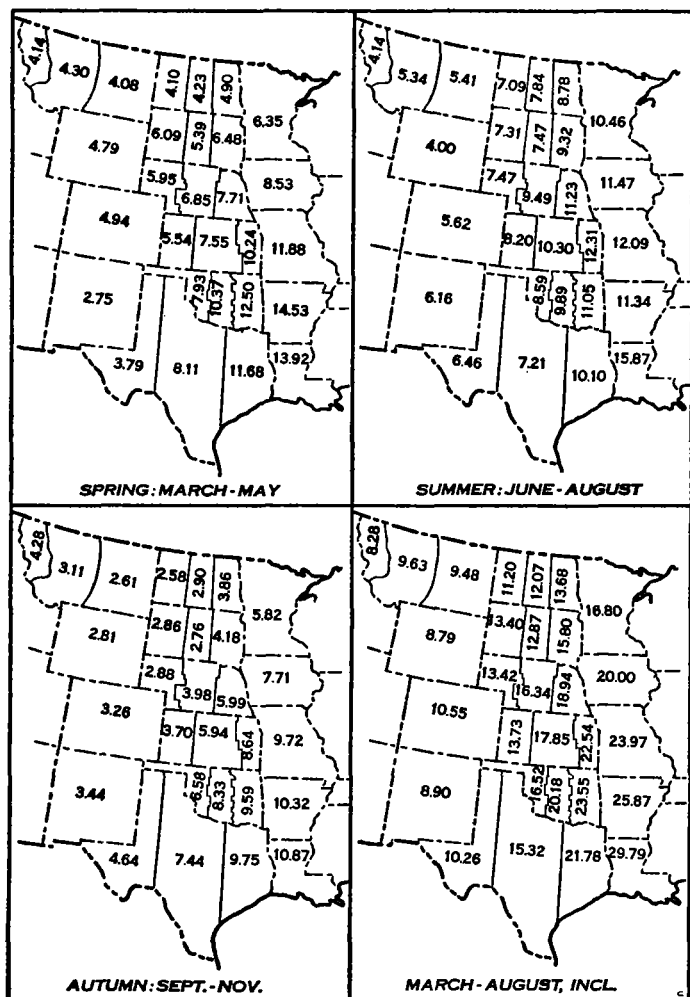 4.14 4.30 4.08 4.10 4.23 4.90 6.35
4.79 6.09 5.39 6.48
5.95 6.85 7.71 8.53
4.94 5.54 7.55 10.24 11.88
2.75 7.93 10.37 12.50 14.53
3.79 8.11 11.68 13.92
SPRING: MARCH - MAY
4.14 5.34 5.41 7.09 7.84 8.78 10.46
4.00 7.31 7.47 9.32
7.47 9.49 11.23 11.47
5.62 8.20 10.30 12.31 12.09
6.16 8.59 9.89 11.05 11.34
6.46 7.21 10.10 15.87
SUMMER: JUNE - AUGUST
4.28 3.11 2.61 2.58 2.90 3.86 5.82
2.81 2.86 2.76 4.18
2.88 3.98 5.99 7.71
3.26 3.70 5.94 8.64 9.72
3.44 6.58 8.33 9.59 10.32
4.64 7.44 9.75 10.87
AUTUMN: SEPT. - NOV.
8.28 9.63 9.48 11.20 12.07 13.68 16.80
8.79 13.40 12.87 15.80
13.42 16.34 18.94 20.00
10.55 13.73 17.85 22.54 23.97
8.90 16.52 20.18 23.55 25.87
10.26 15.32 21.78 29.79
MARCH - AUGUST, INCL.